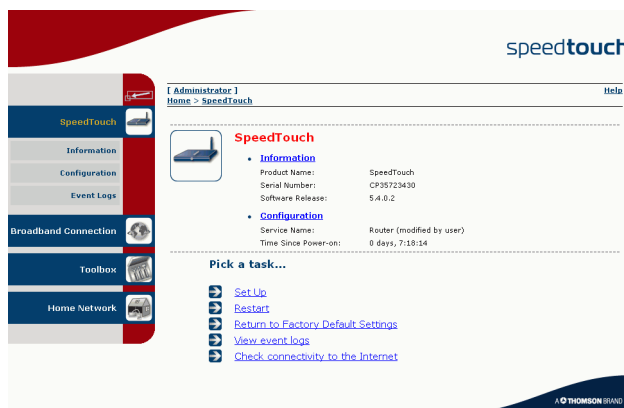 speedtouch
[ Administrator ]
Help
Home > SpeedTouch
SpeedTouch
Information
Configuration
Event Logs
Broadband Connection
Toolbox
Home Network
SpeedTouch
Information
Product Name: SpeedTouch
Serial Number: CP35723430
Software Release: 5.4.0.2
Configuration
Service Name: Router (modified by user)
Time Since Power-on: 0 days, 7:18:14
Pick a task...
Set Up
Restart
Return to Factory Default Settings
View event logs
Check connectivity to the Internet
A THOMSON BRAND